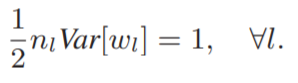 ½ n_l Var[w_l] = 1, ∀l.